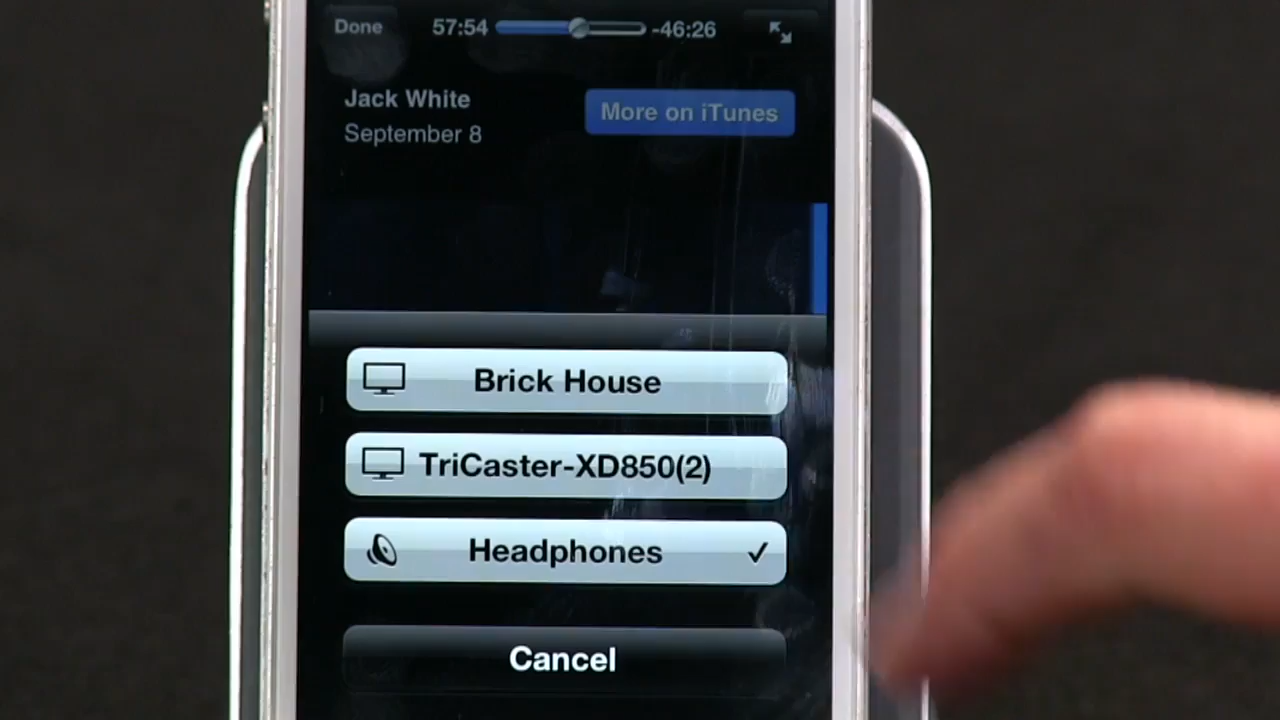 Done 57:54 -46:26
Jack White
September 8
More on iTunes
Brick House
TriCaster-XD850(2)
Headphones
Cancel